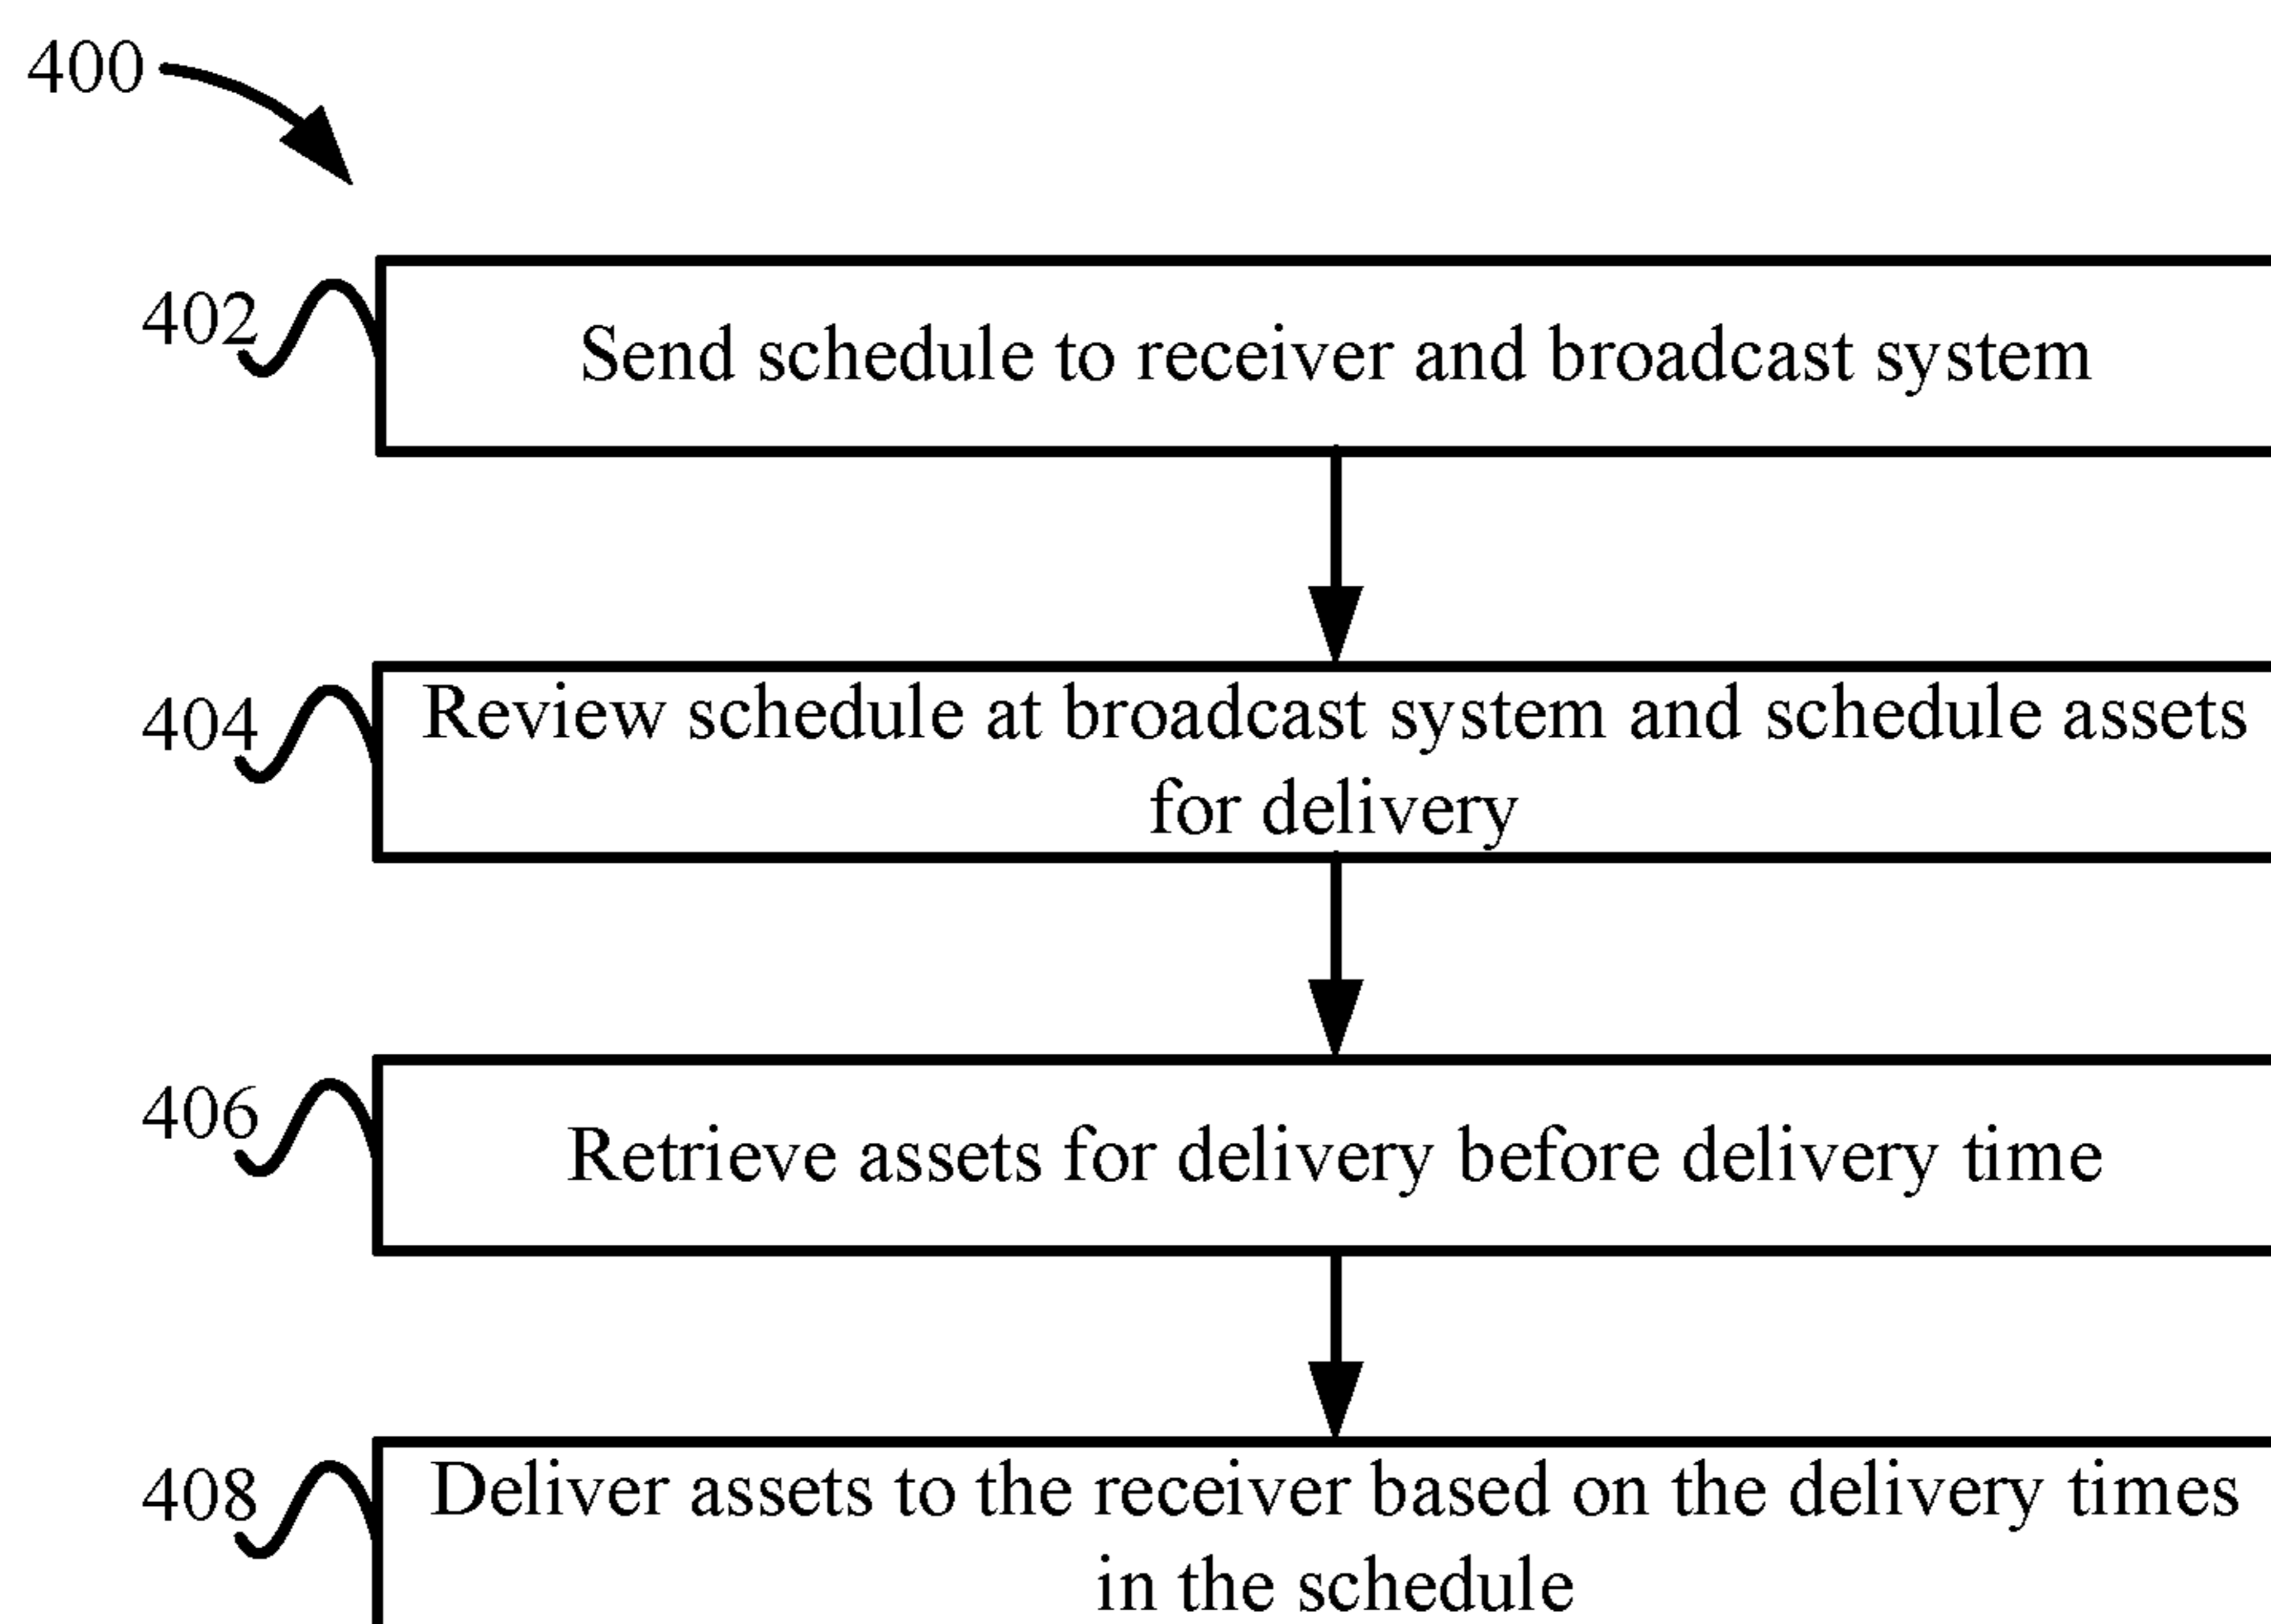 400
402
Send schedule to receiver and broadcast system
404
Review schedule at broadcast system and schedule assets
for delivery
406
Retrieve assets for delivery before delivery time
408
Deliver assets to the receiver based on the delivery times
in the schedule